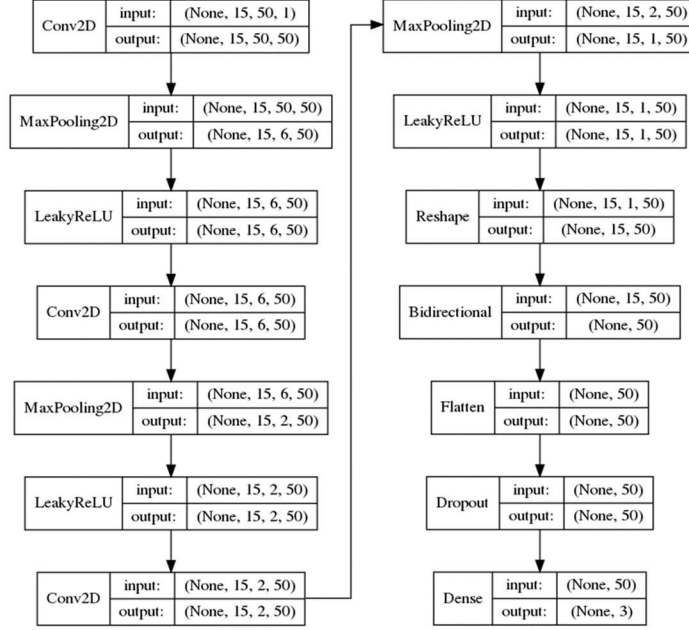 Conv2D
input: (None, 15, 50, 1)
output: (None, 15, 50, 50)
MaxPooling2D
input: (None, 15, 50, 50)
output: (None, 15, 6, 50)
LeakyReLU
input: (None, 15, 6, 50)
output: (None, 15, 6, 50)
Conv2D
input: (None, 15, 6, 50)
output: (None, 15, 6, 50)
MaxPooling2D
input: (None, 15, 6, 50)
output: (None, 15, 2, 50)
LeakyReLU
input: (None, 15, 2, 50)
output: (None, 15, 2, 50)
Conv2D
input: (None, 15, 2, 50)
output: (None, 15, 2, 50)
MaxPooling2D
input: (None, 15, 2, 50)
output: (None, 15, 1, 50)
LeakyReLU
input: (None, 15, 1, 50)
output: (None, 15, 1, 50)
Reshape
input: (None, 15, 1, 50)
output: (None, 15, 50)
Bidirectional
input: (None, 15, 50)
output: (None, 50)
Flatten
input: (None, 50)
output: (None, 50)
Dropout
input: (None, 50)
output: (None, 50)
Dense
input: (None, 50)
output: (None, 3)